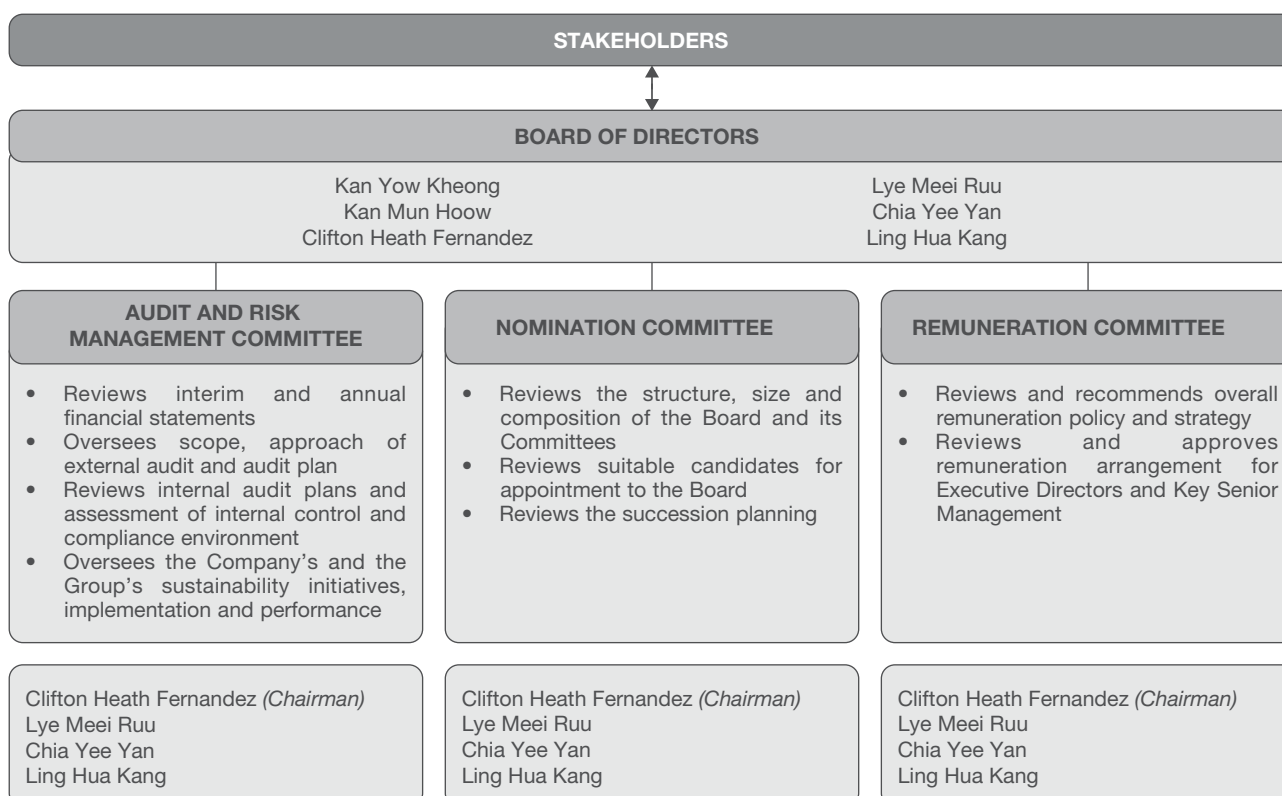 STAKEHOLDERS
BOARD OF DIRECTORS
Kan Yow Kheong
Kan Mun Hoow
Clifton Heath Fernandez
Lye Meei Ruu
Chia Yee Yan
Ling Hua Kang
AUDIT AND RISK
MANAGEMENT COMMITTEE
• Reviews interim and annual
financial statements
• Oversees scope, approach of
external audit and audit plan
• Reviews internal audit plans and
assessment of internal control and
compliance environment
• Oversees the Company’s and the
Group’s sustainability initiatives,
implementation and performance
Clifton Heath Fernandez (Chairman)
Lye Meei Ruu
Chia Yee Yan
Ling Hua Kang
NOMINATION COMMITTEE
• Reviews the structure, size and
composition of the Board and its
Committees
• Reviews suitable candidates for
appointment to the Board
• Reviews the succession planning
Clifton Heath Fernandez (Chairman)
Lye Meei Ruu
Chia Yee Yan
Ling Hua Kang
REMUNERATION COMMITTEE
• Reviews and recommends overall
remuneration policy and strategy
• Reviews and approves
remuneration arrangement for
Executive Directors and Key Senior
Management
Clifton Heath Fernandez (Chairman)
Lye Meei Ruu
Chia Yee Yan
Ling Hua Kang